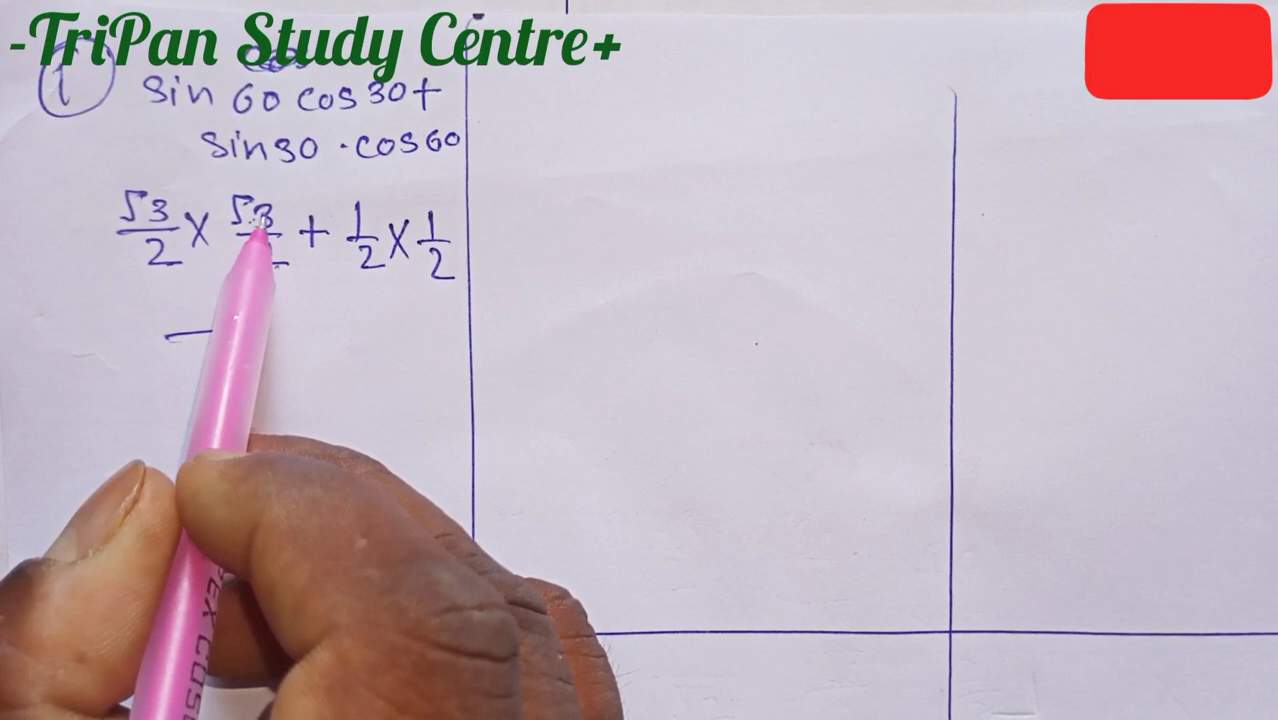 -TriPan Study Centre+
① sin 60 cos 30 +
sin 30 · cos 60
√3/2 × √3/2 + 1/2 × 1/2